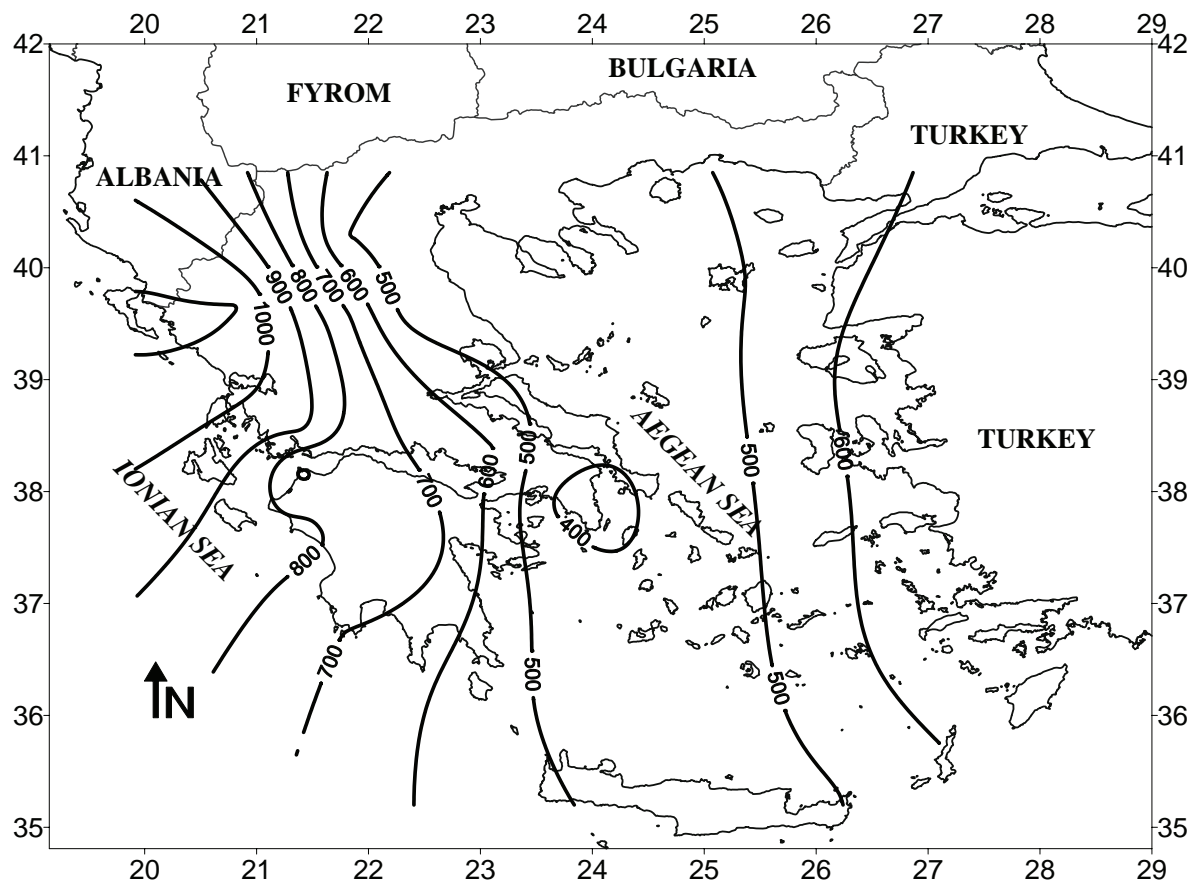 20 21 22 23 24 25 26 27 28 29
42 42
BULGARIA
FYROM
TURKEY
41 41
ALBANIA
40 40
900 800 700 600 500
1000
39 39
AEGEAN SEA
TURKEY
500 500 600
IONIAN SEA
38 38
700 600
400
800
37 37
700 500 500
N
36 36
35 35
20 21 22 23 24 25 26 27 28 29